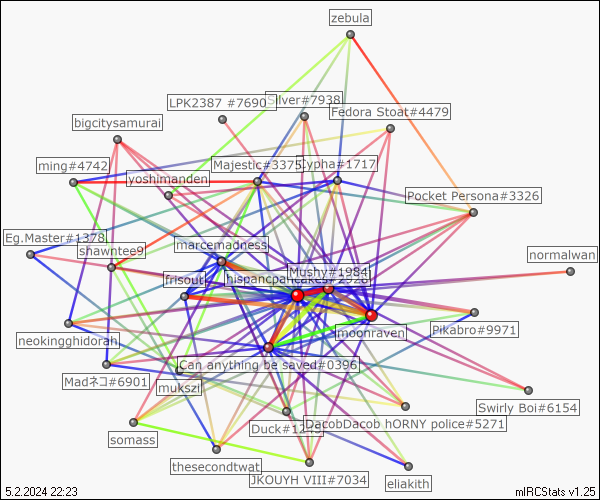 zebula
LPK2387 #7690
Silver#7938
Fedora Stoat#4479
bigcitysamurai
ming#4742
yoshimanden
Majestic#3375
Cypha#1717
Pocket Persona#3326
Eg.Master#1378
shawntee9
marcemadness
normalwan
frisout
Mushy#1984
hispancpancakes#2928
moonraven
Pikabro#9971
neokingghidorah
Can anything be saved#0396
Madネコ#6901
mukszi
Swirly Boi#6154
somass
Duck#1243
DacobDacob hORNY police#5271
thesecondtwat
JKOUYH VIII#7034
eliakith
5.2.2024 22:23
mIRCStats v1.25